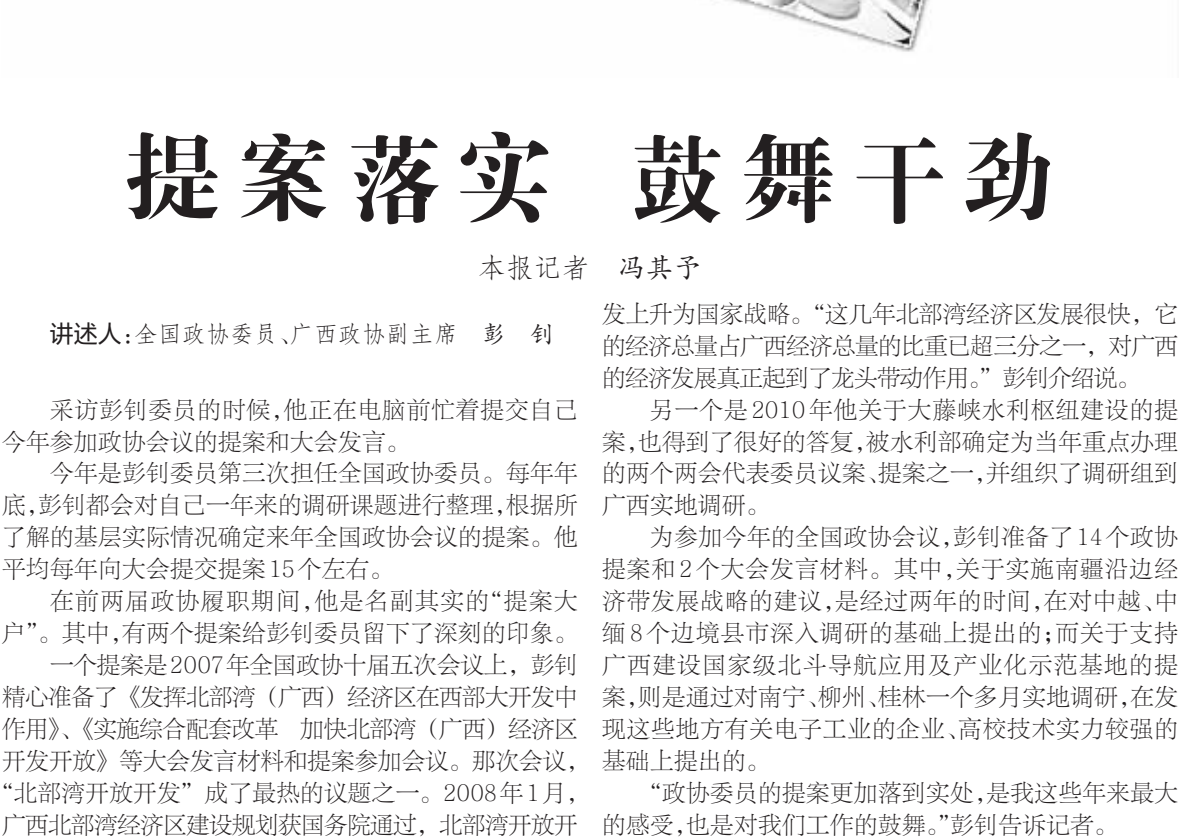 提案落实 鼓舞干劲
本报记者 冯其予
讲述人：全国政协委员、广西政协副主席 彭 钊
采访彭钊委员的时候，他正在电脑前忙着提交自己
今年参加政协会议的提案和大会发言。
今年是彭钊委员第三次担任全国政协委员。每年年
底，彭钊都会对自己一年来的调研课题进行整理，根据所
了解的基层实际情况确定来年全国政协会议的提案。他
平均每年向大会提交提案15个左右。
在前两届政协履职期间，他是名副其实的“提案大
户”。其中，有两个提案给彭钊委员留下了深刻的印象。
一个提案是2007年全国政协十届五次会议上，彭钊
精心准备了《发挥北部湾（广西）经济区在西部大开发中
作用》、《实施综合配套改革 加快北部湾（广西）经济区
开发开放》等大会发言材料和提案参加会议。那次会议，
“北部湾开放开发”成了最热的议题之一。2008年1月，
广西北部湾经济区建设规划获国务院通过，北部湾开放开
发上升为国家战略。“这几年北部湾经济区发展很快，它
的经济总量占广西经济总量的比重已超三分之一，对广西
的经济发展真正起到了龙头带动作用。”彭钊介绍说。
另一个是2010年他关于大藤峡水利枢纽建设的提
案，也得到了很好的答复，被水利部确定为当年重点办理
的两个两会代表委员议案、提案之一，并组织了调研组到
广西实地调研。
为参加今年的全国政协会议，彭钊准备了14个政协
提案和2个大会发言材料。其中，关于实施南疆沿边经
济带发展战略的建议，是经过两年的时间，在对中越、中
缅8个边境县市深入调研的基础上提出的；而关于支持
广西建设国家级北斗导航应用及产业化示范基地的提
案，则是通过对南宁、柳州、桂林一个多月实地调研，在发
现这些地方有关电子工业的企业、高校技术实力较强的
基础上提出的。
“政协委员的提案更加落到实处，是我这些年来最大
的感受，也是对我们工作的鼓舞。”彭钊告诉记者。